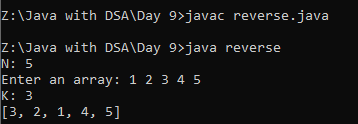 Z:\Java with DSA\Day 9>javac reverse.java
Z:\Java with DSA\Day 9>java reverse
N: 5
Enter an array: 1 2 3 4 5
K: 3
[3, 2, 1, 4, 5]